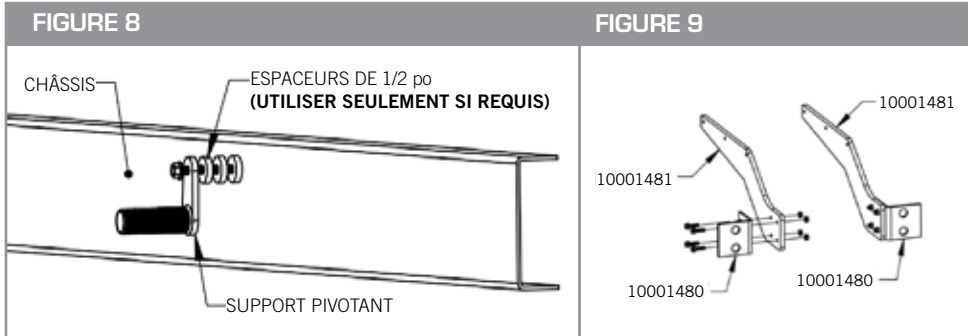 FIGURE 8
CHÂSSIS
ESPACEURS DE 1/2 po
(UTILISER SEULEMENT SI REQUIS)
SUPPORT PIVOTANT
FIGURE 9
10001481
10001481
10001480
10001480